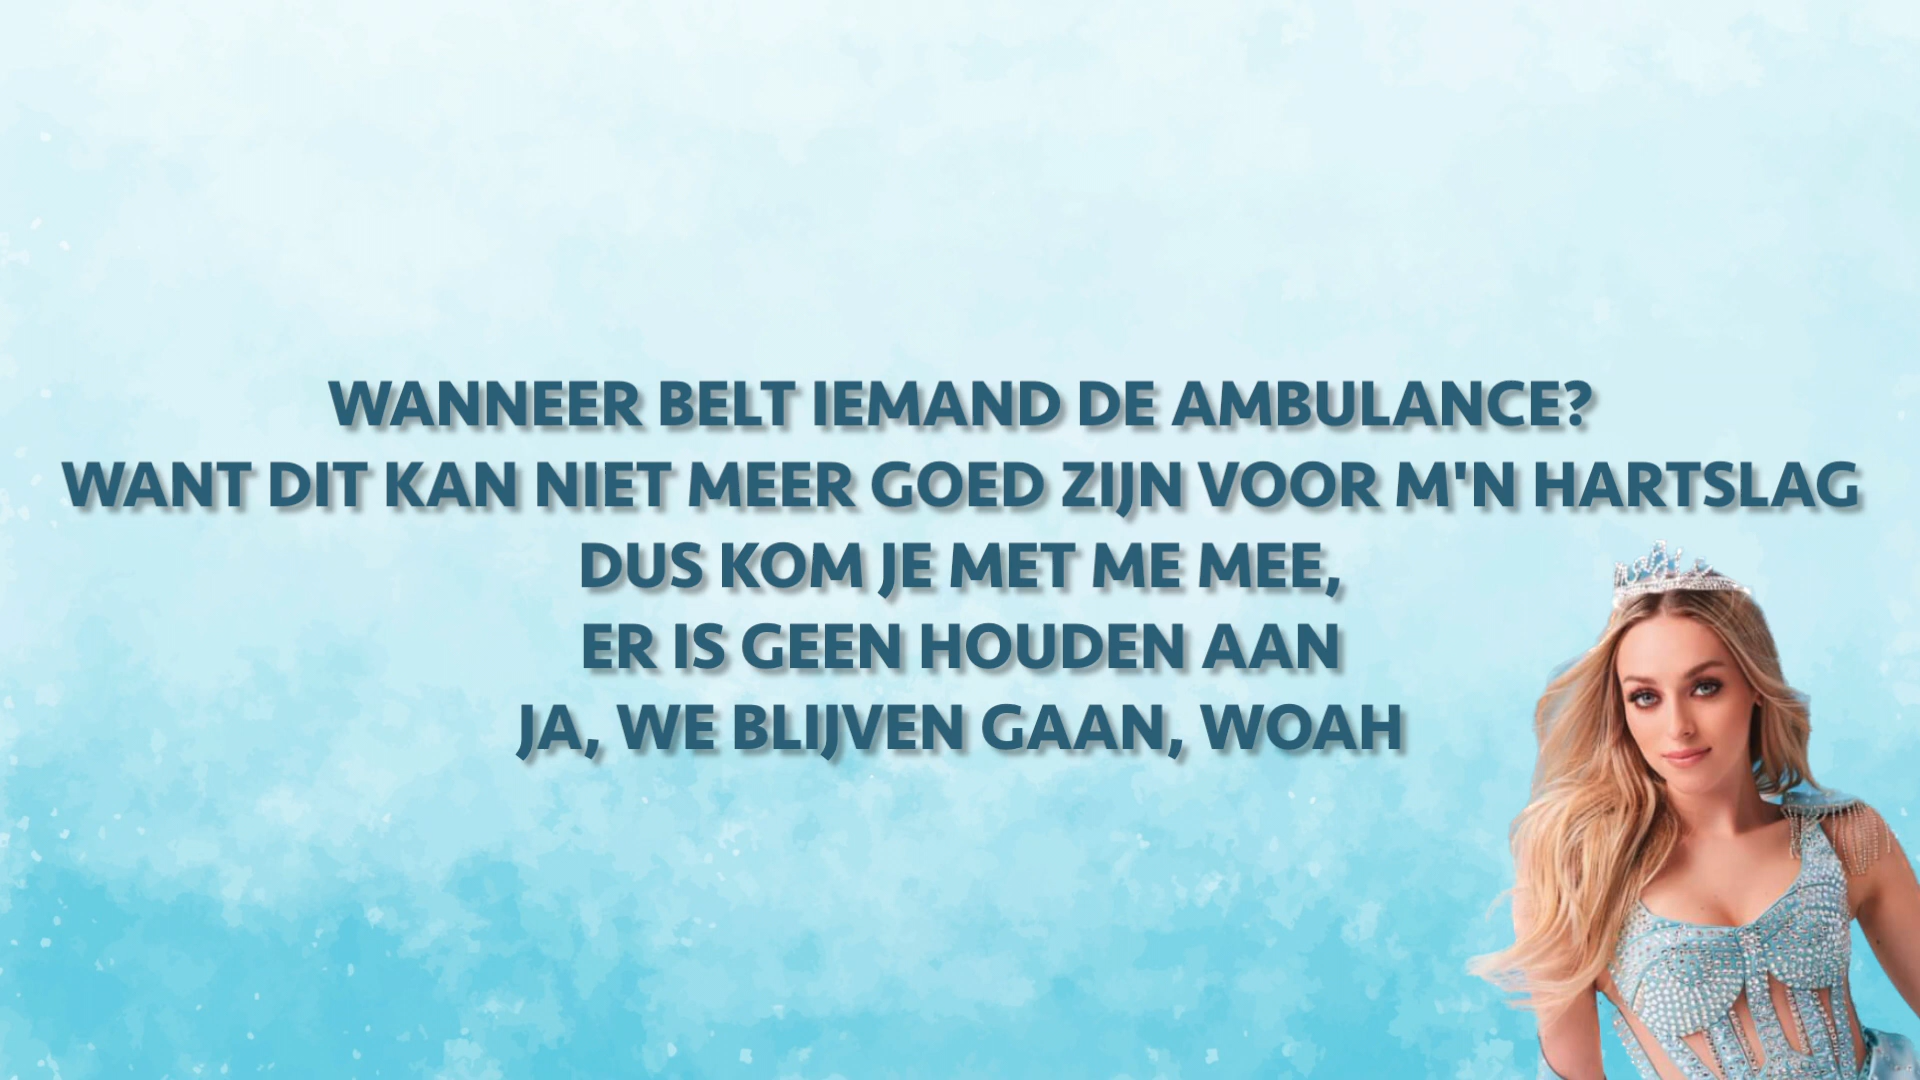 WANNEER BELT IEMAND DE AMBULANCE?
WANT DIT KAN NIET MEER GOED ZIJN VOOR M'N HARTSLAG
DUS KOM JE MET ME MEE,
ER IS GEEN HOUDEN AAN
JA, WE BLIJVEN GAAN, WOAH